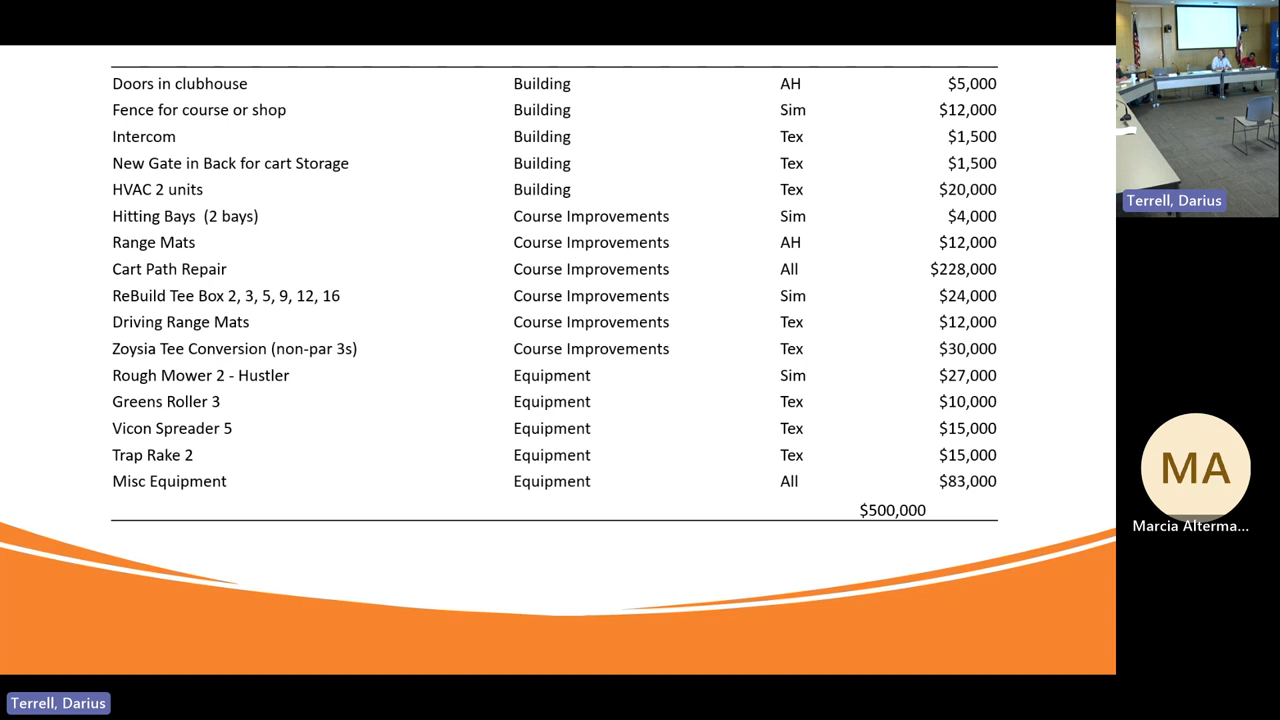 Doors in clubhouse Building AH $5,000
Fence for course or shop Building Sim $12,000
Intercom Building Tex $1,500
New Gate in Back for cart Storage Building Tex $1,500
HVAC 2 units Building Tex $20,000
Hitting Bays (2 bays) Course Improvements Sim $4,000
Range Mats Course Improvements AH $12,000
Cart Path Repair Course Improvements All $228,000
ReBuild Tee Box 2, 3, 5, 9, 12, 16 Course Improvements Sim $24,000
Driving Range Mats Course Improvements Tex $12,000
Zoysia Tee Conversion (non-par 3s) Course Improvements Tex $30,000
Rough Mower 2 - Hustler Equipment Sim $27,000
Greens Roller 3 Equipment Tex $10,000
Vicon Spreader 5 Equipment Tex $15,000
Trap Rake 2 Equipment Tex $15,000
Misc Equipment Equipment All $83,000
$500,000
Terrell, Darius
MA
Marcia Alterma...
Terrell, Darius